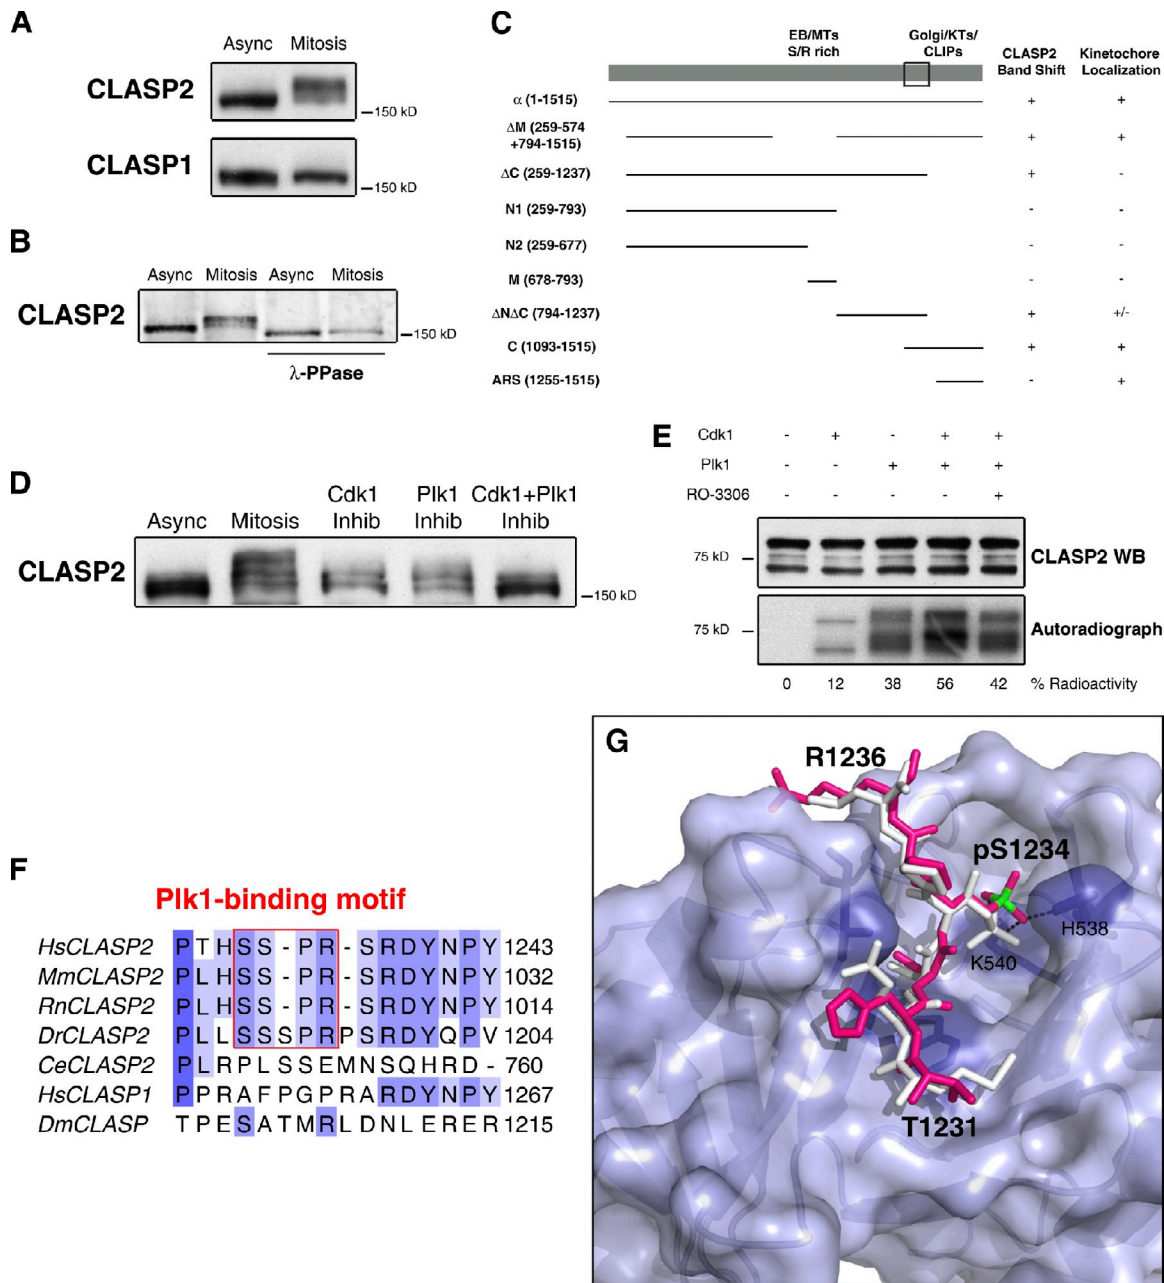 A
Async Mitosis
CLASP2
150 kD
CLASP1
150 kD
B
Async Mitosis Async Mitosis
CLASP2
150 kD
λ-PPase
C
EB/MTs
S/R rich
Golgi/KTs/
CLIPs
CLASP2
Band Shift
Kinetochore
Localization
α (1-1515) + +
ΔM (259-574
+794-1515) + +
ΔC (259-1237) + -
N1 (259-793) - -
N2 (259-677) - -
M (678-793) - -
ΔNΔC (794-1237) + +/-
C (1093-1515) + +
ARS (1255-1515) - +
D
Async Mitosis Cdk1 Inhib Plk1 Inhib Cdk1+Plk1 Inhib
CLASP2
150 kD
E
Cdk1 - + - + +
Plk1 - - + + +
RO-3306 - - - - +
75 kD CLASP2 WB
75 kD Autoradiograph
0 12 38 56 42 % Radioactivity
F
Plk1-binding motif
HsCLASP2 P T H S S - P R - S R D Y N P Y 1243
MmCLASP2 P L H S S - P R - S R D Y N P Y 1032
RnCLASP2 P L H S S - P R - S R D Y N P Y 1014
DrCLASP2 P L L S S S P R P S R D Y Q P V 1204
CeCLASP2 P L R P L S S E M N S Q H R D - 760
HsCLASP1 P P R A F P G P R A R D Y N P Y 1267
DmCLASP T P E S A T M R L D N L E R E R 1215
G
R1236
pS1234
H538
K540
T1231